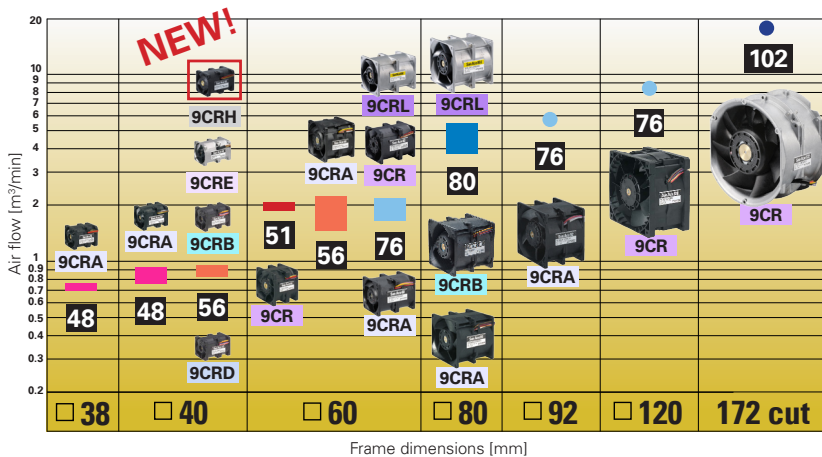 NEW!
20
10
9
8
7
6
5
4
3
2
1
0.9
0.8
0.7
0.6
0.5
0.4
0.3
0.2
Air flow [m³/min]
9CRA
48
9CRA
48
9CRH
9CRE
9CRB
56
9CRD
51
9CR
9CRA
56
9CRL
9CR
76
9CRA
9CRL
80
9CRB
9CRA
76
9CRA
76
9CR
102
9CR
□ 38 □ 40 □ 60 □ 80 □ 92 □ 120 172 cut
Frame dimensions [mm]